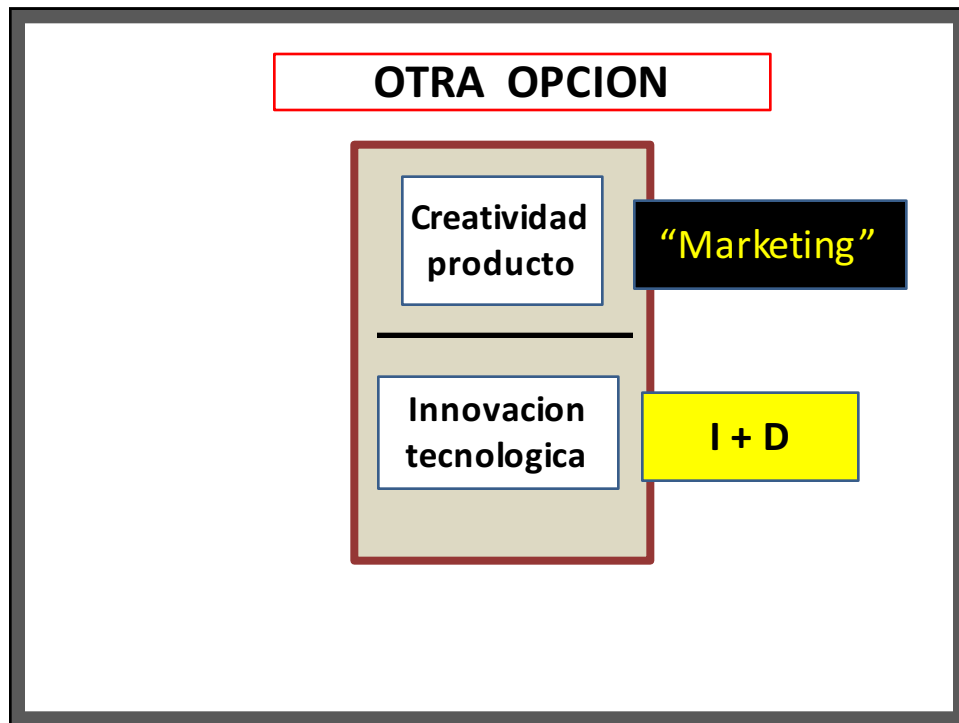 OTRA OPCION
Creatividad
producto
“Marketing”
Innovacion
tecnologica
I + D